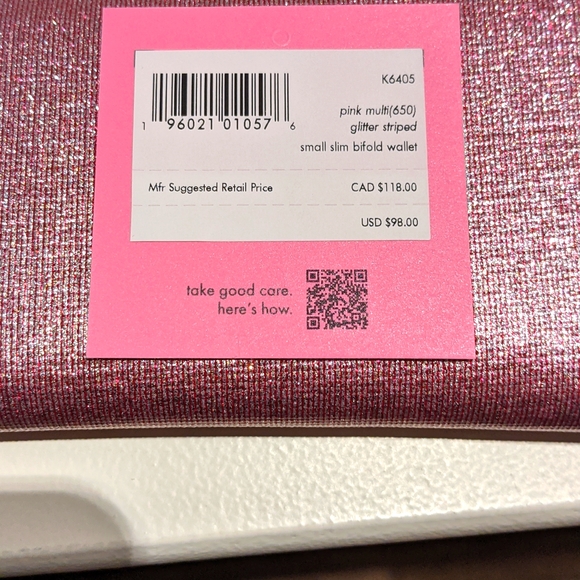 K6405
1 96021 01057 6
pink multi(650)
glitter striped
small slim bifold wallet
Mfr Suggested Retail Price CAD $118.00
USD $98.00
take good care.
here's how.